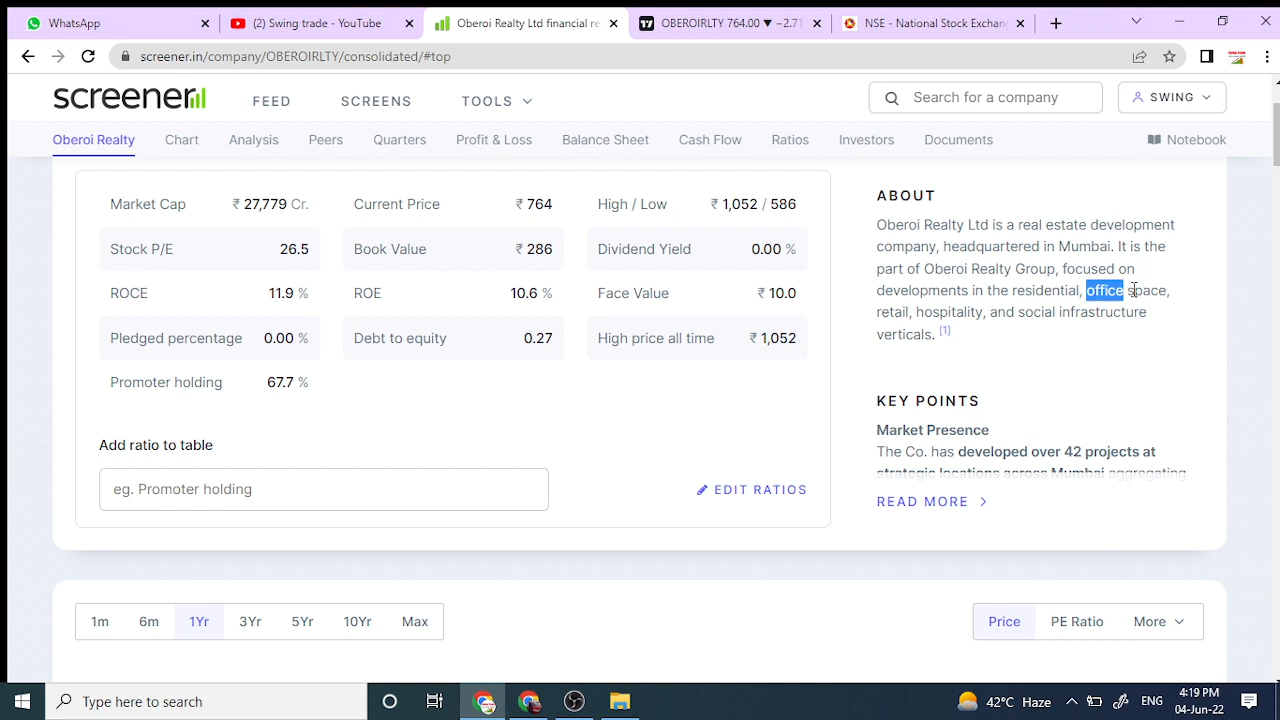 WhatsApp
(2) Swing trade - YouTube
Oberoi Realty Ltd financial re
OBEROIRLTY 764.00 ▼ −2.71
NSE - National Stock Exchan
screener.in/company/OBEROIRLTY/consolidated/#top
screener
FEED
SCREENS
TOOLS
Search for a company
SWING
Oberoi Realty
Chart
Analysis
Peers
Quarters
Profit & Loss
Balance Sheet
Cash Flow
Ratios
Investors
Documents
Notebook
Market Cap ₹ 27,779 Cr.
Current Price ₹ 764
High / Low ₹ 1,052 / 586
Stock P/E 26.5
Book Value ₹ 286
Dividend Yield 0.00 %
ROCE 11.9 %
ROE 10.6 %
Face Value ₹ 10.0
Pledged percentage 0.00 %
Debt to equity 0.27
High price all time ₹ 1,052
Promoter holding 67.7 %
Add ratio to table
eg. Promoter holding
EDIT RATIOS
ABOUT
Oberoi Realty Ltd is a real estate development
company, headquartered in Mumbai. It is the
part of Oberoi Realty Group, focused on
developments in the residential, office space,
retail, hospitality, and social infrastructure
verticals. [1]
KEY POINTS
Market Presence
The Co. has developed over 42 projects at
strategic locations across Mumbai aggregating
READ MORE
1m
6m
1Yr
3Yr
5Yr
10Yr
Max
Price
PE Ratio
More
Type here to search
42°C Haze
ENG
4:19 PM
04-Jun-22